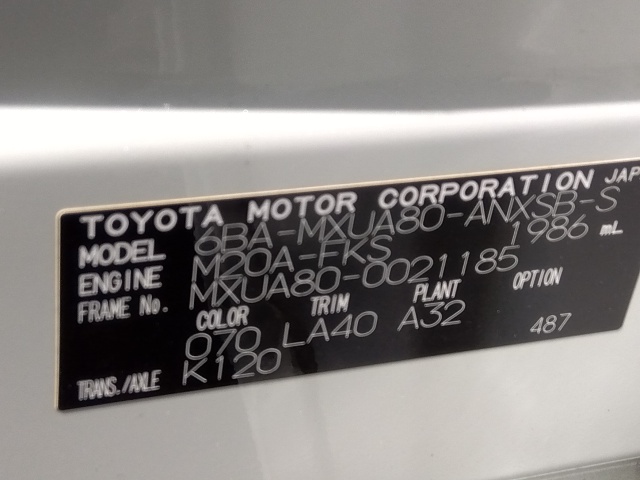 TOYOTA MOTOR CORPORATION JAP
MODEL 6BA-MXUA80-ANXSB-S
ENGINE M20A-FKS 1986 mL
FRAME No. MXUA80-0021185
COLOR TRIM PLANT OPTION
070 LA40 A32 487
TRANS./AXLE K120